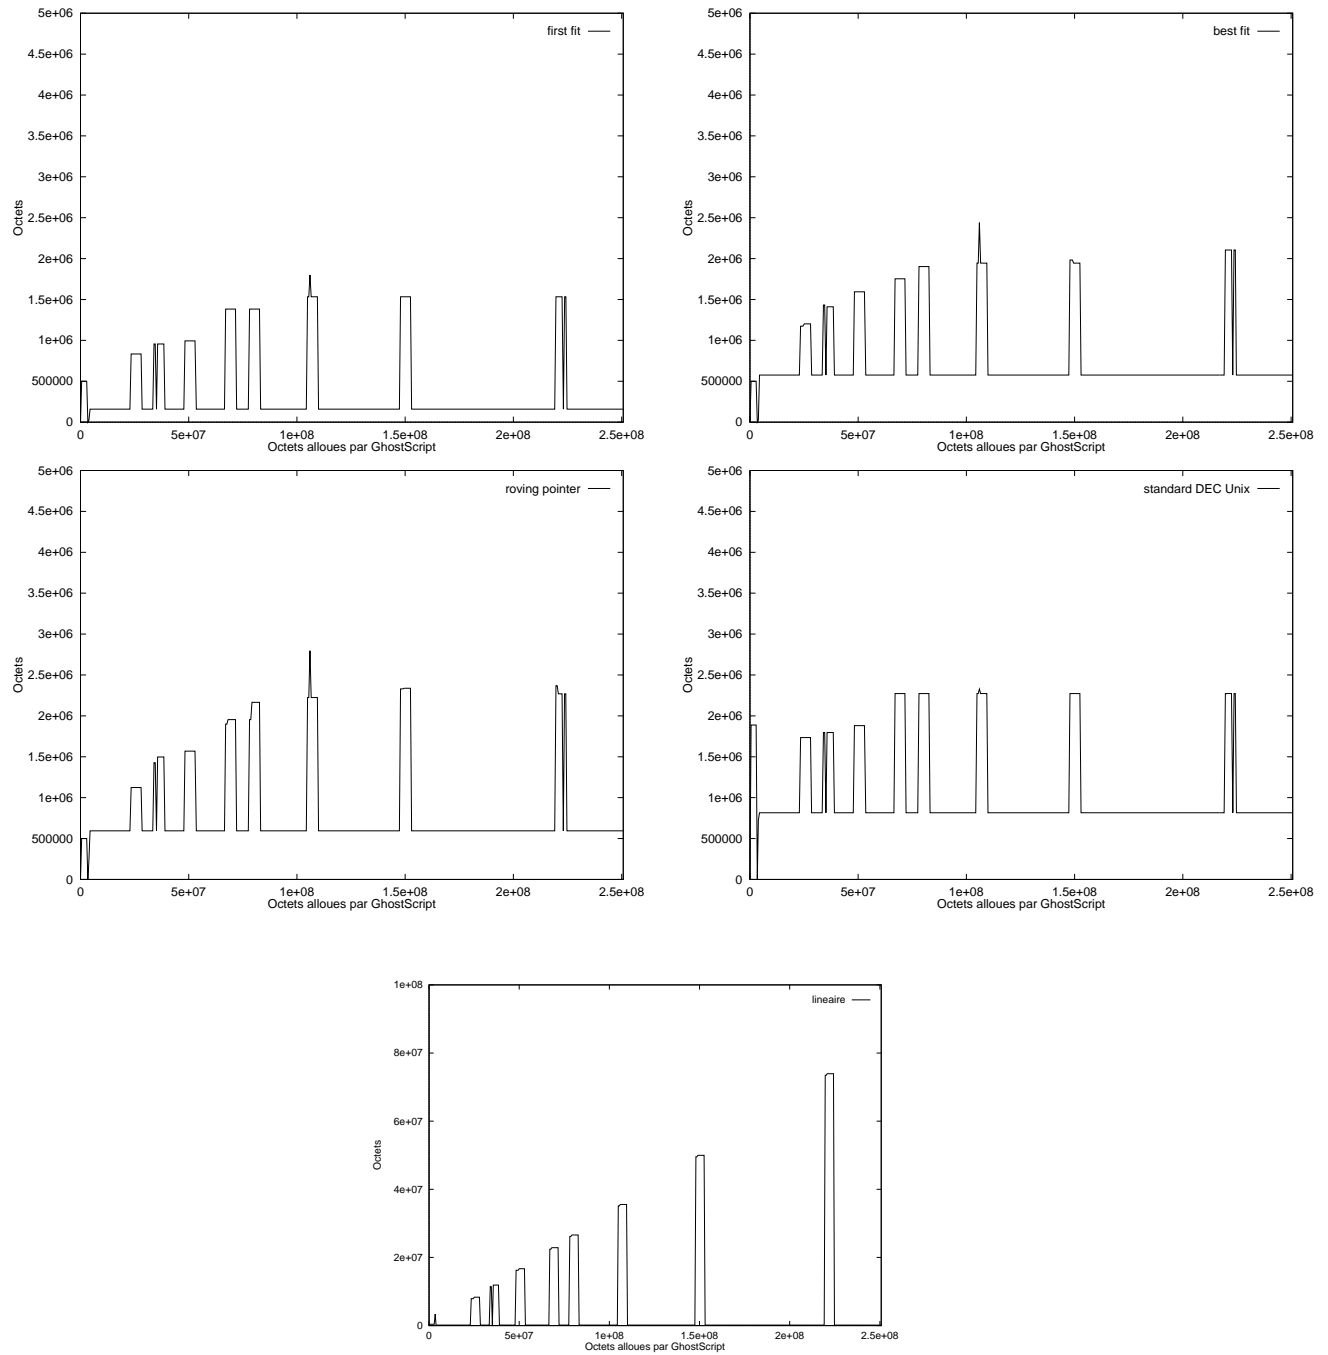 5e+06
4.5e+06
4e+06
3.5e+06
3e+06
2.5e+06
2e+06
1.5e+06
1e+06
500000
0
Octets
first fit
0 5e+07 1e+08 1.5e+08 2e+08 2.5e+08
Octets alloues par GhostScript
5e+06
4.5e+06
4e+06
3.5e+06
3e+06
2.5e+06
2e+06
1.5e+06
1e+06
500000
0
Octets
best fit
0 5e+07 1e+08 1.5e+08 2e+08 2.5e+08
Octets alloues par GhostScript
5e+06
4.5e+06
4e+06
3.5e+06
3e+06
2.5e+06
2e+06
1.5e+06
1e+06
500000
0
Octets
roving pointer
0 5e+07 1e+08 1.5e+08 2e+08 2.5e+08
Octets alloues par GhostScript
5e+06
4.5e+06
4e+06
3.5e+06
3e+06
2.5e+06
2e+06
1.5e+06
1e+06
500000
0
Octets
standard DEC Unix
0 5e+07 1e+08 1.5e+08 2e+08 2.5e+08
Octets alloues par GhostScript
1e+08
8e+07
6e+07
4e+07
2e+07
0
Octets
lineaire
0 5e+07 1e+08 1.5e+08 2e+08 2.5e+08
Octets alloues par GhostScript